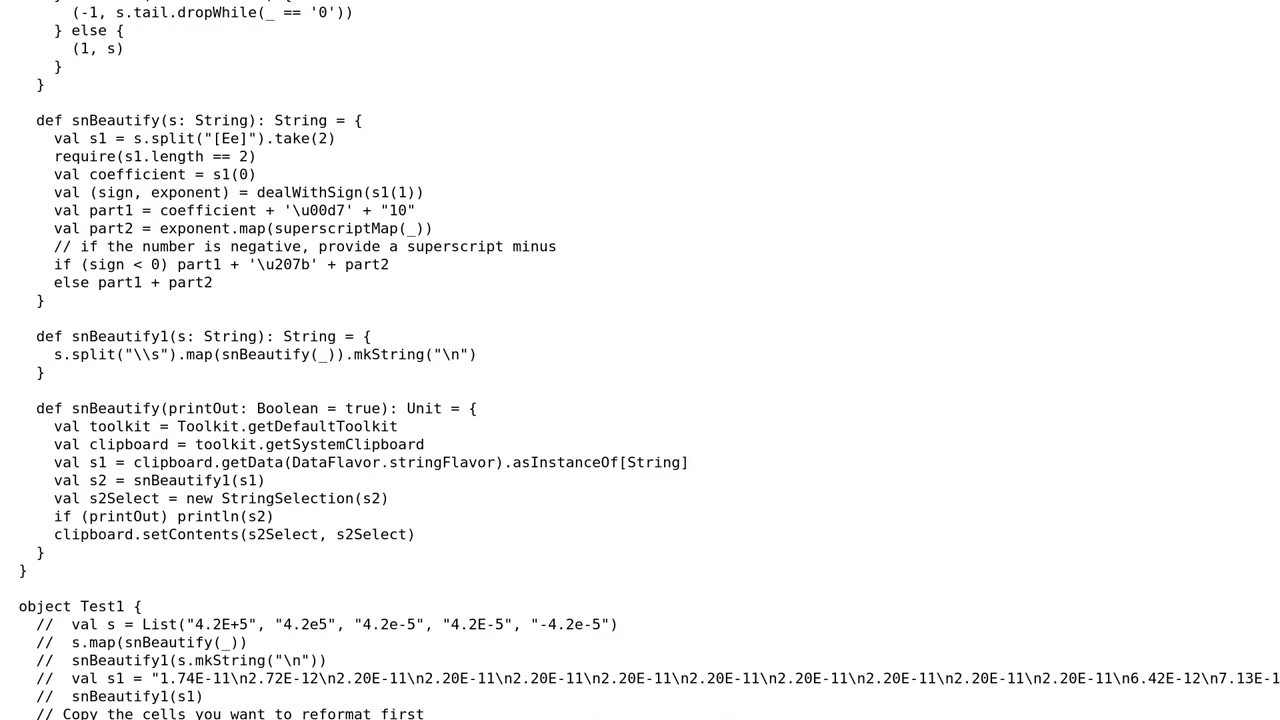 (-1, s.tail.dropWhile(_ == '0'))
} else {
(1, s)
}
}
def snBeautify(s: String): String = {
val s1 = s.split("[Ee]").take(2)
require(s1.length == 2)
val coefficient = s1(0)
val (sign, exponent) = dealWithSign(s1(1))
val part1 = coefficient + '\u00d7' + "10"
val part2 = exponent.map(superscriptMap(_))
// if the number is negative, provide a superscript minus
if (sign < 0) part1 + '\u207b' + part2
else part1 + part2
}
def snBeautify1(s: String): String = {
s.split("\\s").map(snBeautify(_)).mkString("\n")
}
def snBeautify(printOut: Boolean = true): Unit = {
val toolkit = Toolkit.getDefaultToolkit
val clipboard = toolkit.getSystemClipboard
val s1 = clipboard.getData(DataFlavor.stringFlavor).asInstanceOf[String]
val s2 = snBeautify1(s1)
val s2Select = new StringSelection(s2)
if (printOut) println(s2)
clipboard.setContents(s2Select, s2Select)
}
}
object Test1 {
// val s = List("4.2E+5", "4.2e5", "4.2e-5", "4.2E-5", "-4.2e-5")
// s.map(snBeautify(_))
// snBeautify1(s.mkString("\n"))
// val s1 = "1.74E-11\n2.72E-12\n2.20E-11\n2.20E-11\n2.20E-11\n2.20E-11\n2.20E-11\n2.20E-11\n2.20E-11\n2.20E-11\n2.20E-11\n6.42E-12\n7.13E-1
// snBeautify1(s1)
// Copy the cells you want to reformat first